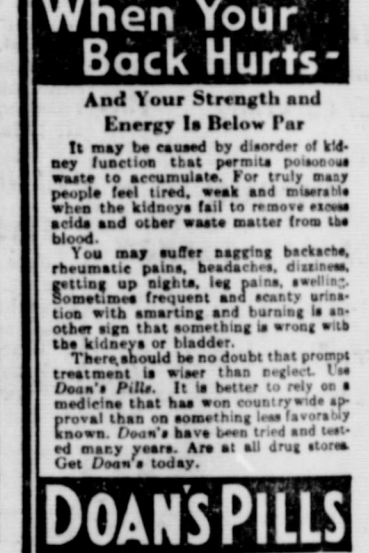 When Your
Back Hurts-
And Your Strength and
Energy Is Below Par
It may be caused by disorder of kid-
ney function that permits poisonous
waste to accumulate. For truly many
people feel tired, weak and miserable
when the kidneys fail to remove excess
acids and other waste matter from the
blood.
You may suffer nagging backache,
rheumatic pains, headaches, dizziness,
getting up nights, leg pains, swelling.
Sometimes frequent and scanty urina-
tion with smarting and burning is an-
other sign that something is wrong with
the kidneys or bladder.
There should be no doubt that prompt
treatment is wiser than neglect. Use
Doan's Pills. It is better to rely on a
medicine that has won countrywide ap-
proval than on something less favorably
known. Doan's have been tried and test-
ed many years. Are at all drug stores.
Get Doan's today.
DOAN'S PILLS